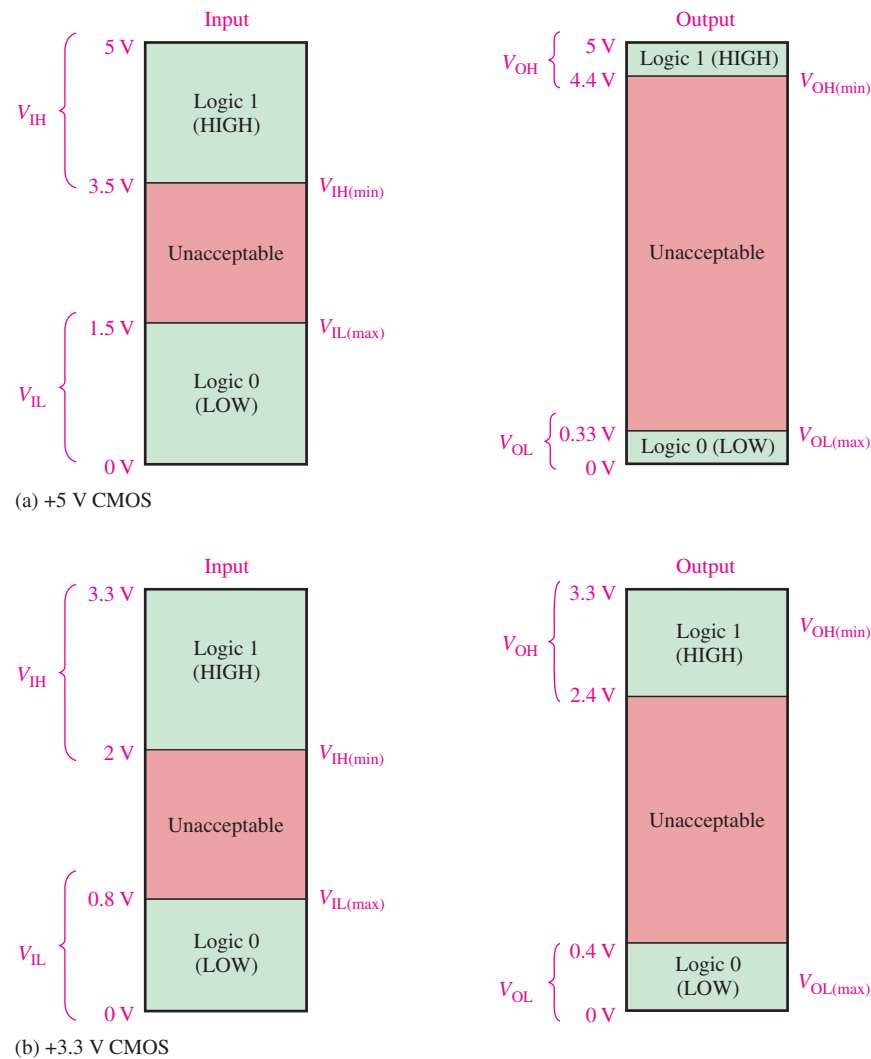 Input
5 V
V_IH
Logic 1
(HIGH)
3.5 V
V_IH(min)
Unacceptable
1.5 V
V_IL(max)
V_IL
Logic 0
(LOW)
0 V
Output
5 V
V_OH
Logic 1 (HIGH)
4.4 V
V_OH(min)
Unacceptable
0.33 V
V_OL(max)
V_OL
Logic 0 (LOW)
0 V
(a) +5 V CMOS
Input
3.3 V
V_IH
Logic 1
(HIGH)
2 V
V_IH(min)
Unacceptable
0.8 V
V_IL(max)
V_IL
Logic 0
(LOW)
0 V
Output
3.3 V
V_OH
Logic 1
(HIGH)
V_OH(min)
2.4 V
Unacceptable
0.4 V
V_OL
Logic 0
(LOW)
V_OL(max)
0 V
(b) +3.3 V CMOS